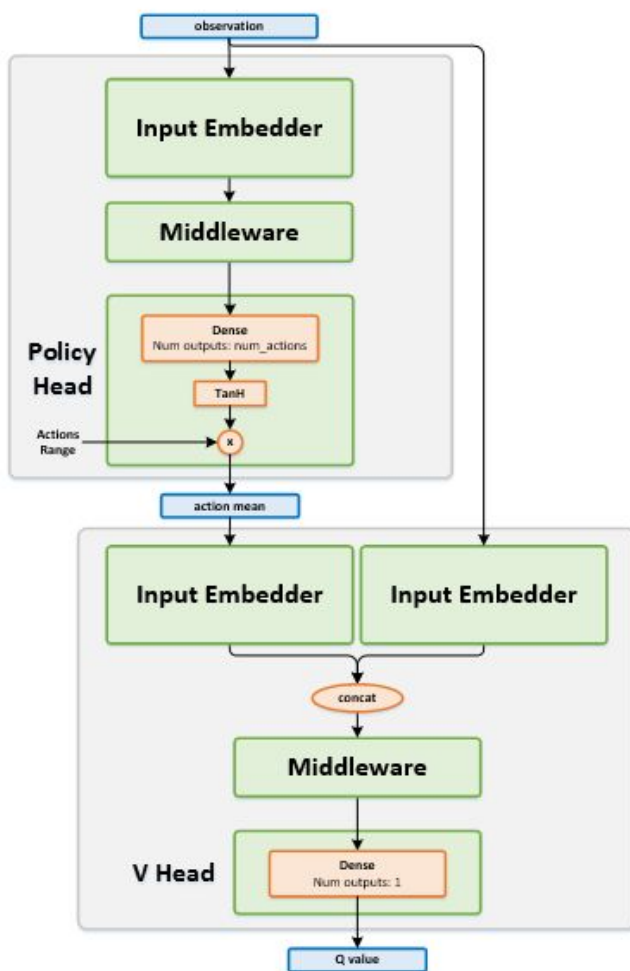 observation
Input Embedder
Middleware
Policy
Head
Dense
Num outputs: num_actions
TanH
Actions
Range
x
action mean
Input Embedder
Input Embedder
concat
Middleware
V Head
Dense
Num outputs: 1
Q value